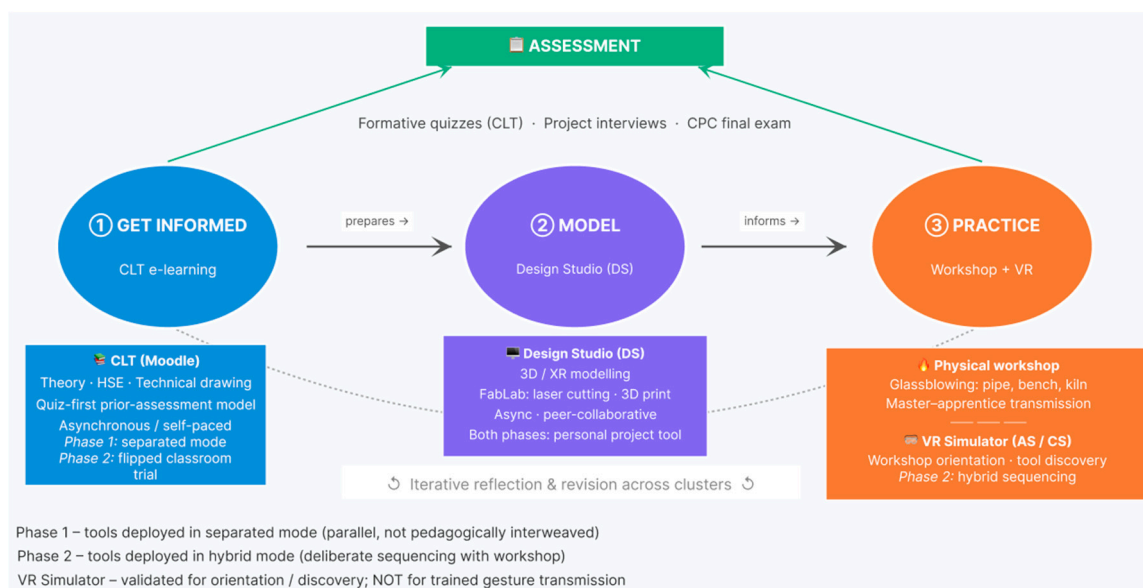 📋 ASSESSMENT
Formative quizzes (CLT) · Project interviews · CPC final exam
① GET INFORMED
CLT e-learning
prepares →
② MODEL
Design Studio (DS)
informs →
③ PRACTICE
Workshop + VR
📚 CLT (Moodle)
Theory · HSE · Technical drawing
Quiz-first prior-assessment model
Asynchronous / self-paced
Phase 1: separated mode
Phase 2: flipped classroom
trial
🖥️ Design Studio (DS)
3D / XR modelling
FabLab: laser cutting · 3D print
Async · peer-collaborative
Both phases: personal project tool
🔥 Physical workshop
Glassblowing: pipe, bench, kiln
Master–apprentice transmission
🥽 VR Simulator (AS / CS)
Workshop orientation · tool discovery
Phase 2: hybrid sequencing
↺ Iterative reflection & revision across clusters ↺
Phase 1 – tools deployed in separated mode (parallel, not pedagogically interweaved)
Phase 2 – tools deployed in hybrid mode (deliberate sequencing with workshop)
VR Simulator – validated for orientation / discovery; NOT for trained gesture transmission